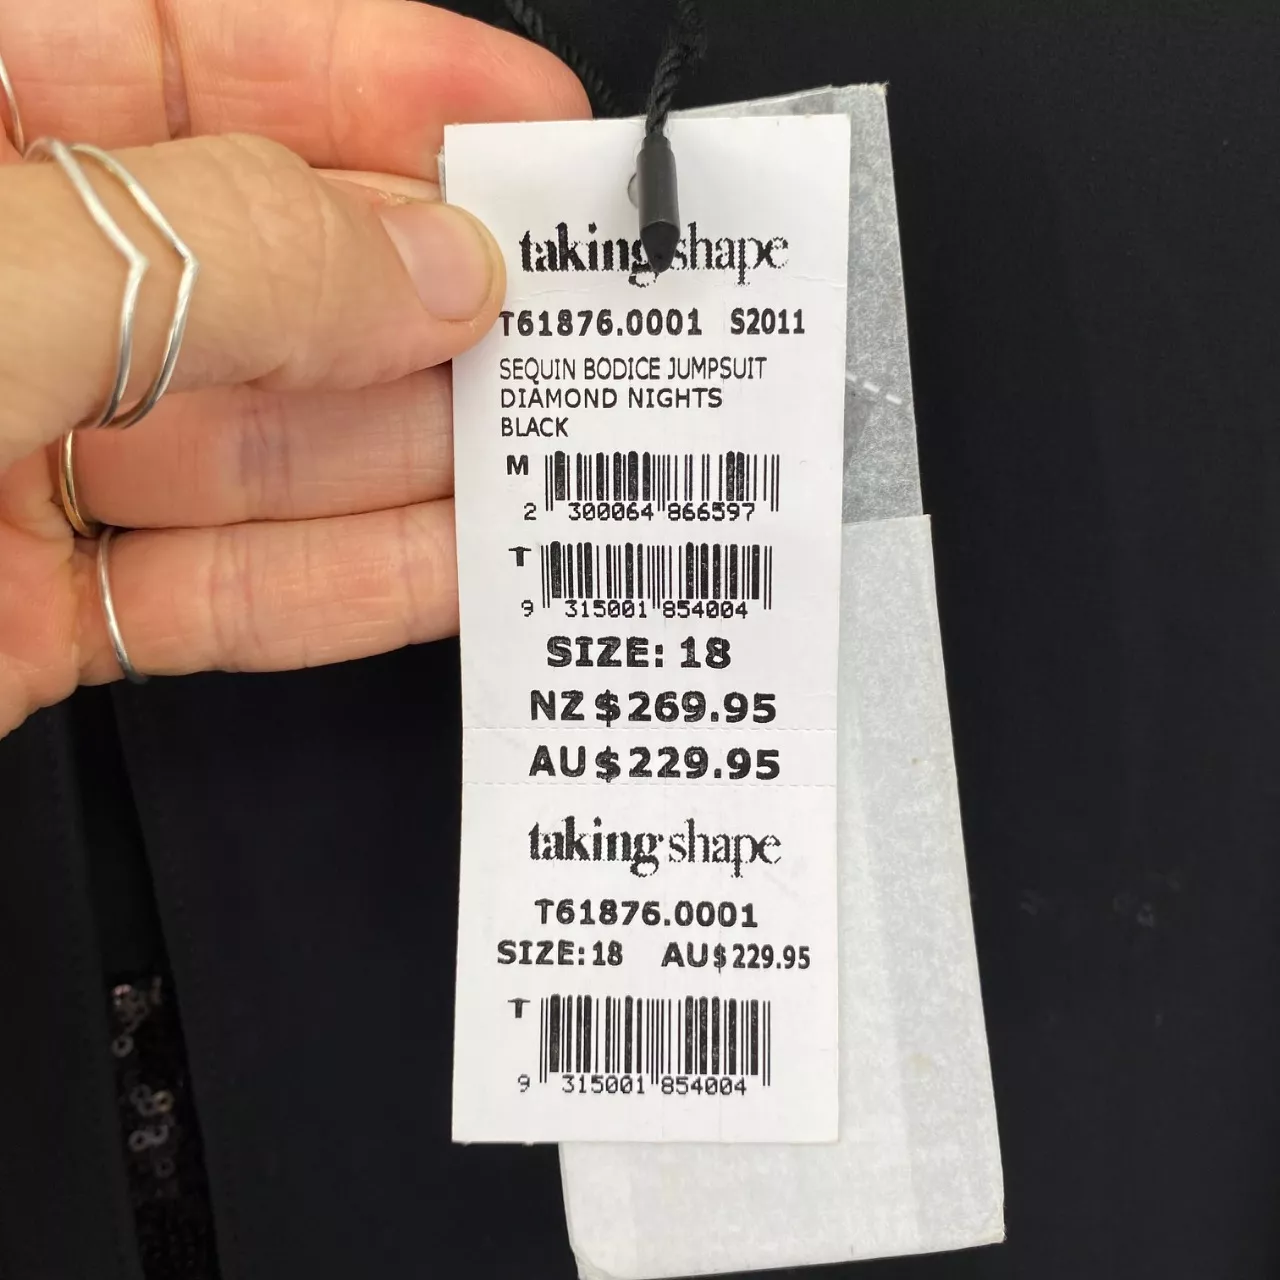 taking shape
T61876.0001 S2011
SEQUIN BODICE JUMPSUIT
DIAMOND NIGHTS
BLACK
M
2 300064 866597
T
9 315001 854004
SIZE: 18
NZ $269.95
AU $229.95
taking shape
T61876.0001
SIZE: 18 AU $229.95
T
9 315001 854004